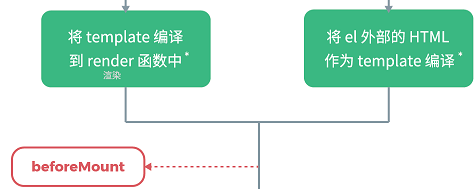 将 template 编译
到 render 函数中*
渲染
将 el 外部的 HTML
作为 template 编译*
beforeMount